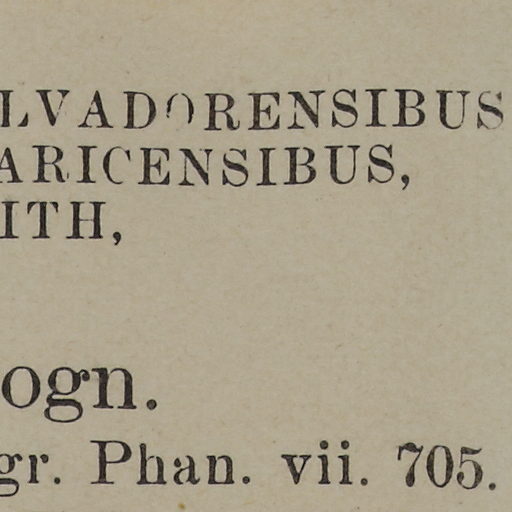 LVADORENSIBUS
ARICENSIBUS,
ITH,
ogn.
gr. Phan. vii. 705.